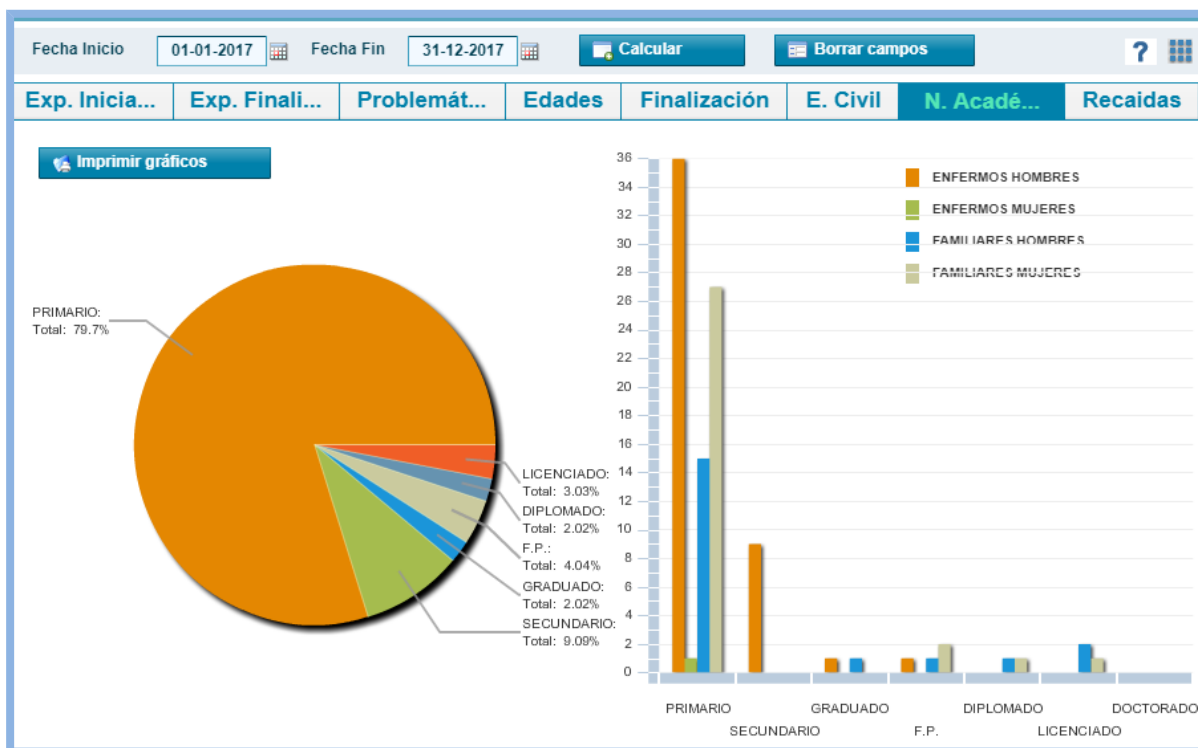 Fecha Inicio 01-01-2017 Fecha Fin 31-12-2017 Calcular Borrar campos ?
Exp. Inicia... Exp. Finali... Problemát... Edades Finalización E. Civil N. Acadé... Recaidas
Imprimir gráficos
PRIMARIO:
Total: 79.7%
LICENCIADO:
Total: 3.03%
DIPLOMADO:
Total: 2.02%
F.P.:
Total: 4.04%
GRADUADO:
Total: 2.02%
SECUNDARIO:
Total: 9.09%
36
34
32
30
28
26
24
22
20
18
16
14
12
10
8
6
4
2
0
ENFERMOS HOMBRES
ENFERMOS MUJERES
FAMILIARES HOMBRES
FAMILIARES MUJERES
PRIMARIO GRADUADO DIPLOMADO DOCTORADO
SECUNDARIO F.P. LICENCIADO